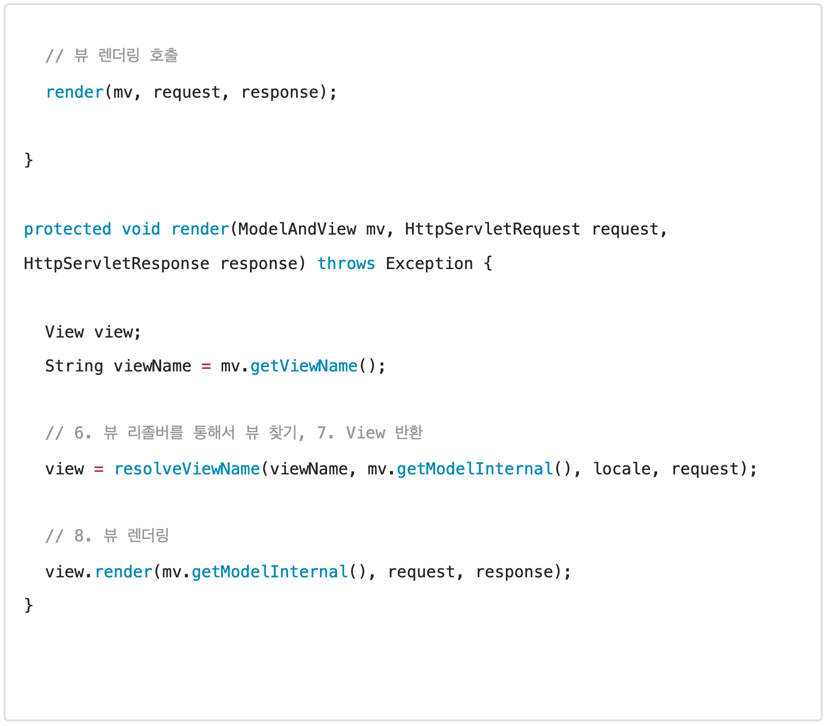 // 뷰 렌더링 호출
render(mv, request, response);
}
protected void render(ModelAndView mv, HttpServletRequest request,
HttpServletResponse response) throws Exception {
View view;
String viewName = mv.getViewName();
// 6. 뷰 리졸버를 통해서 뷰 찾기, 7. View 반환
view = resolveViewName(viewName, mv.getModelInternal(), locale, request);
// 8. 뷰 렌더링
view.render(mv.getModelInternal(), request, response);
}